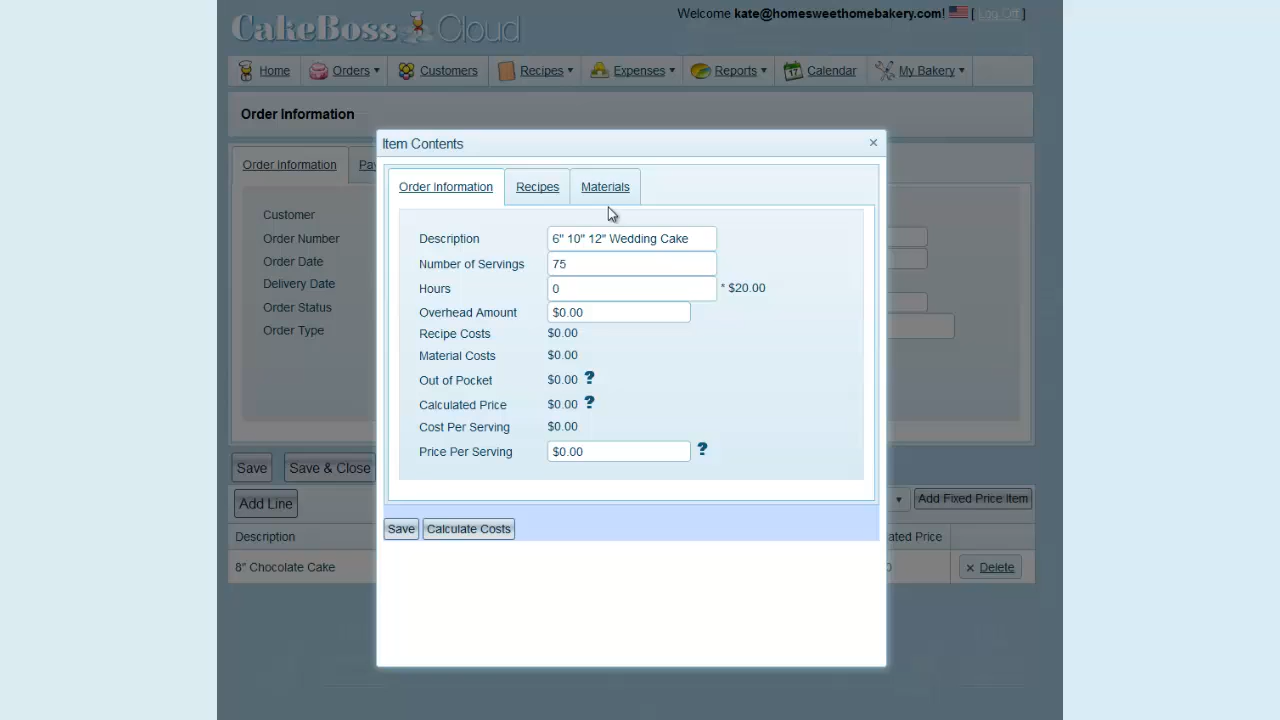 CakeBoss Cloud
Welcome kate@homesweethomebakery.com! [ Log Off ]
Home Orders Customers Recipes Expenses Reports Calendar My Bakery
Order Information
Item Contents ×
Order Information
Order Information Recipes Materials
Customer
Order Number
Order Date
Delivery Date
Order Status
Order Type
Description 6" 10" 12" Wedding Cake
Number of Servings 75
Hours 0 * $20.00
Overhead Amount $0.00
Recipe Costs $0.00
Material Costs $0.00
Out of Pocket $0.00 ?
Calculated Price $0.00 ?
Cost Per Serving $0.00
Price Per Serving $0.00 ?
Save Save & Close
Add Line Add Fixed Price Item
Save Calculate Costs
Description
8" Chocolate Cake × Delete